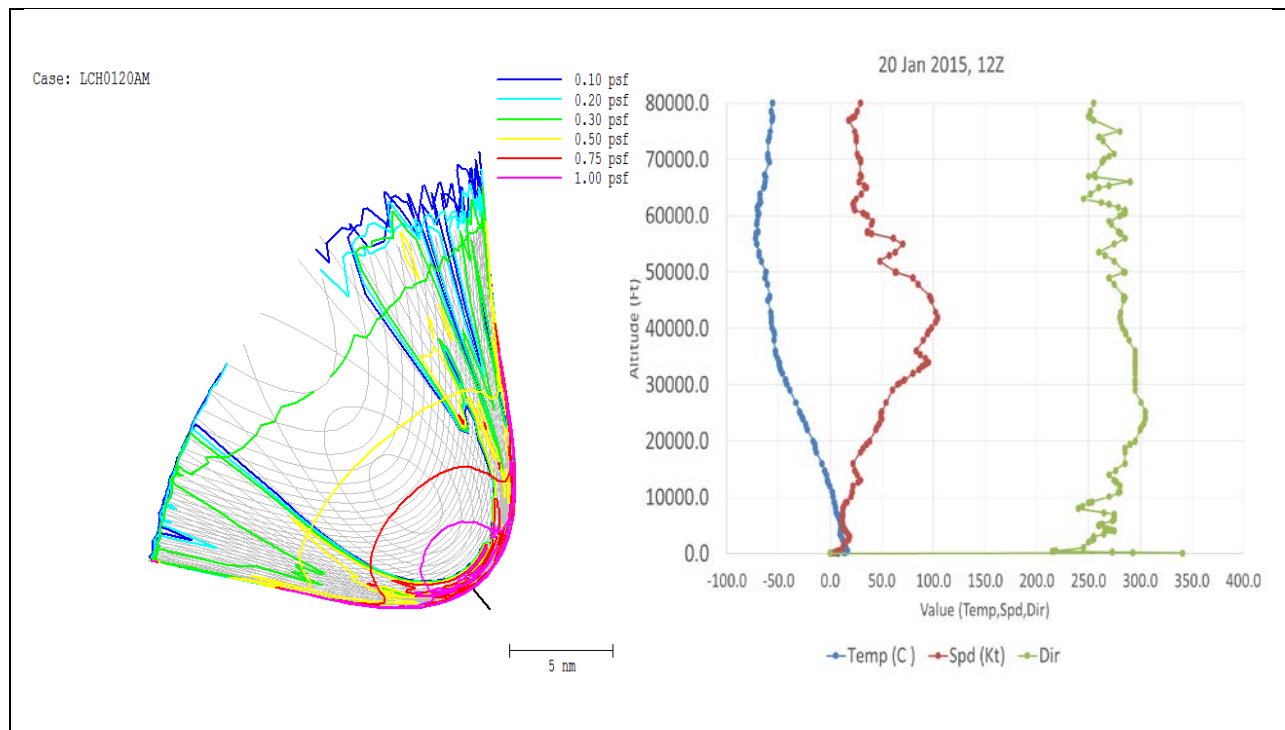 Case: LCH0120AM
0.10 psf
0.20 psf
0.30 psf
0.50 psf
0.75 psf
1.00 psf
5 nm
20 Jan 2015, 12Z
80000.0
70000.0
60000.0
50000.0
40000.0
30000.0
20000.0
10000.0
0.0
Altitude (Ft)
-100.0 -50.0 0.0 50.0 100.0 150.0 200.0 250.0 300.0 350.0 400.0
Value (Temp,Spd,Dir)
Temp (C ) Spd (Kt) Dir